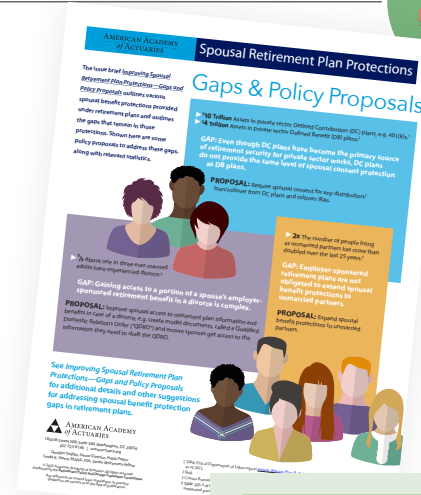 AMERICAN ACADEMY
of ACTUARIES
Spousal Retirement Plan Protections
Gaps & Policy Proposals
The issue brief Improving Spousal
Retirement Plan Protections—Gaps And
Policy Proposals outlines various
spousal benefit protections provided
under retirement plans and outlines
the gaps that remain in those
protections. Shown here are some
policy proposals to address these gaps,
along with relevant statistics.
Trillion Assets in private sector Defined Contribution (DC) plans, e.g. 401(k)s.
Trillion Assets in private sector Defined Benefit (DB) plans.
GAP: Even though DC plans have become the primary source
of retirement security for private sector works, DC plans
do not provide the same level of spousal consent protection
as DB plans.
PROPOSAL: Require spousal consent for any distribution/
loan/rollover from DC plans and rollover IRAs.
About one in three ever-married
adults have experienced divorce.
GAP: Gaining access to a portion of a spouse's employer-
sponsored retirement benefit in a divorce is complex.
PROPOSAL: Improve spousal access to retirement plan information and
benefits in case of a divorce, e.g. create model documents, called a Qualified
Domestic Relations Order ("QDRO") and ensure spouses get access to the
information they need to draft the QDRO.
2x The number of people living
as unmarried partners has more than
doubled over the last 25 years.
GAP: Employer-sponsored
retirement plans are not
obligated to extend spousal
benefit protections to
unmarried partners.
PROPOSAL: Expand spousal
benefit protections to unmarried
partners.
See Improving Spousal Retirement Plan
Protections—Gaps and Policy Proposals
for additional details and other suggestions
for addressing spousal benefit protection
gaps in retirement plans.
AMERICAN ACADEMY
of ACTUARIES